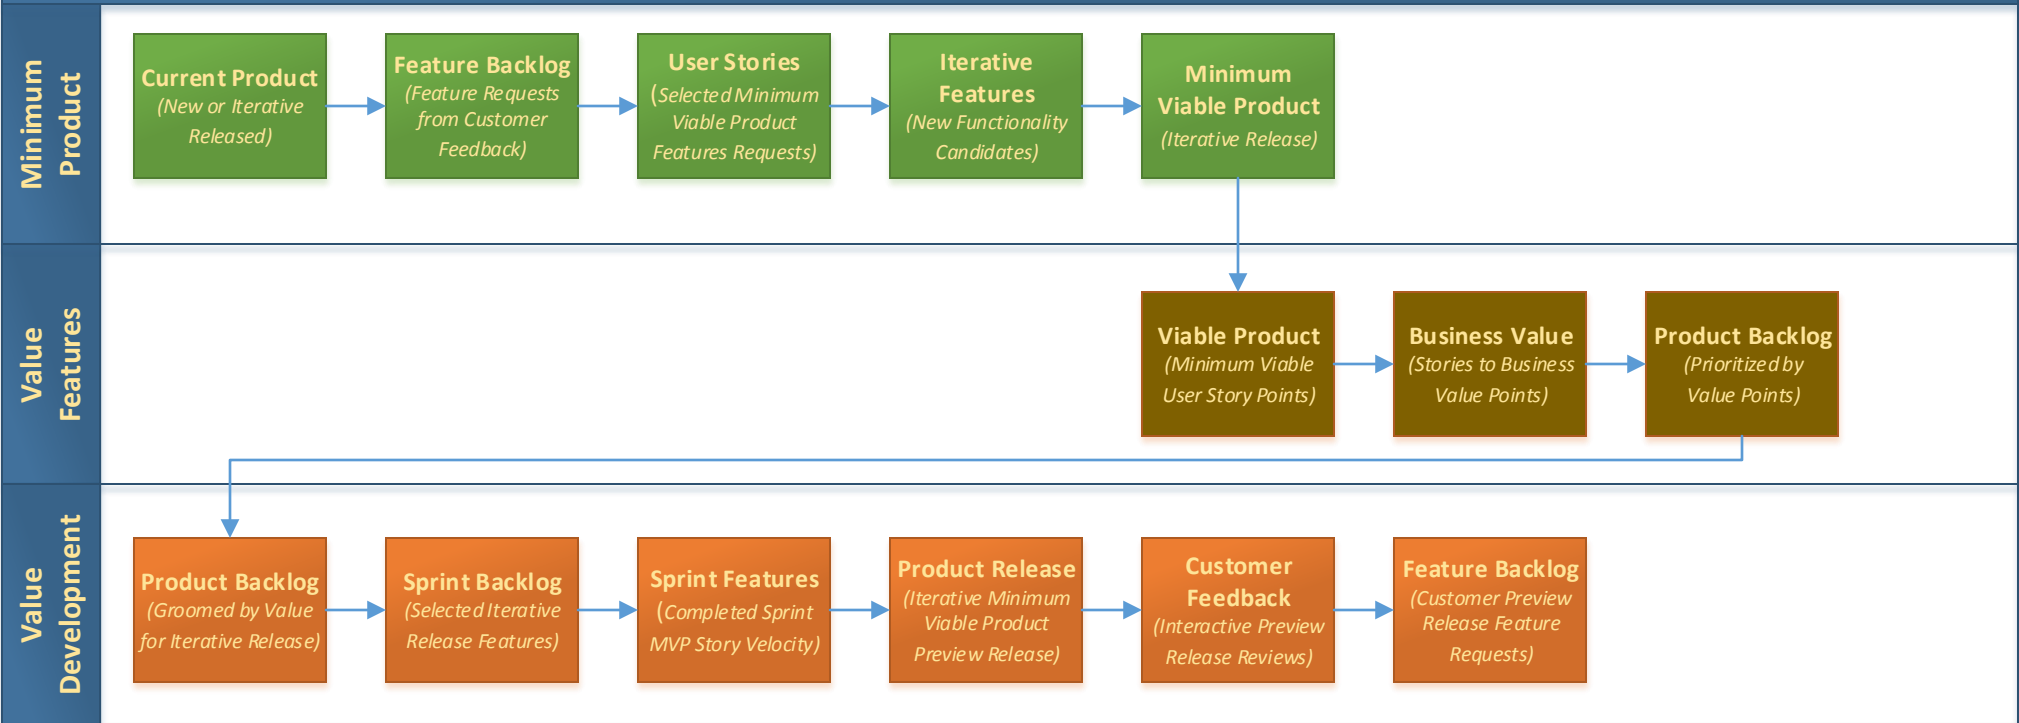 Minimum
Product
Current Product
(New or Iterative
Released)
Feature Backlog
(Feature Requests
from Customer
Feedback)
User Stories
(Selected Minimum
Viable Product
Features Requests)
Iterative
Features
(New Functionality
Candidates)
Minimum
Viable Product
(Iterative Release)
Value
Features
Viable Product
(Minimum Viable
User Story Points)
Business Value
(Stories to Business
Value Points)
Product Backlog
(Prioritized by
Value Points)
Value
Development
Product Backlog
(Groomed by Value
for Iterative Release)
Sprint Backlog
(Selected Iterative
Release Features)
Sprint Features
(Completed Sprint
MVP Story Velocity)
Product Release
(Iterative Minimum
Viable Product
Preview Release)
Customer
Feedback
(Interactive Preview
Release Reviews)
Feature Backlog
(Customer Preview
Release Feature
Requests)